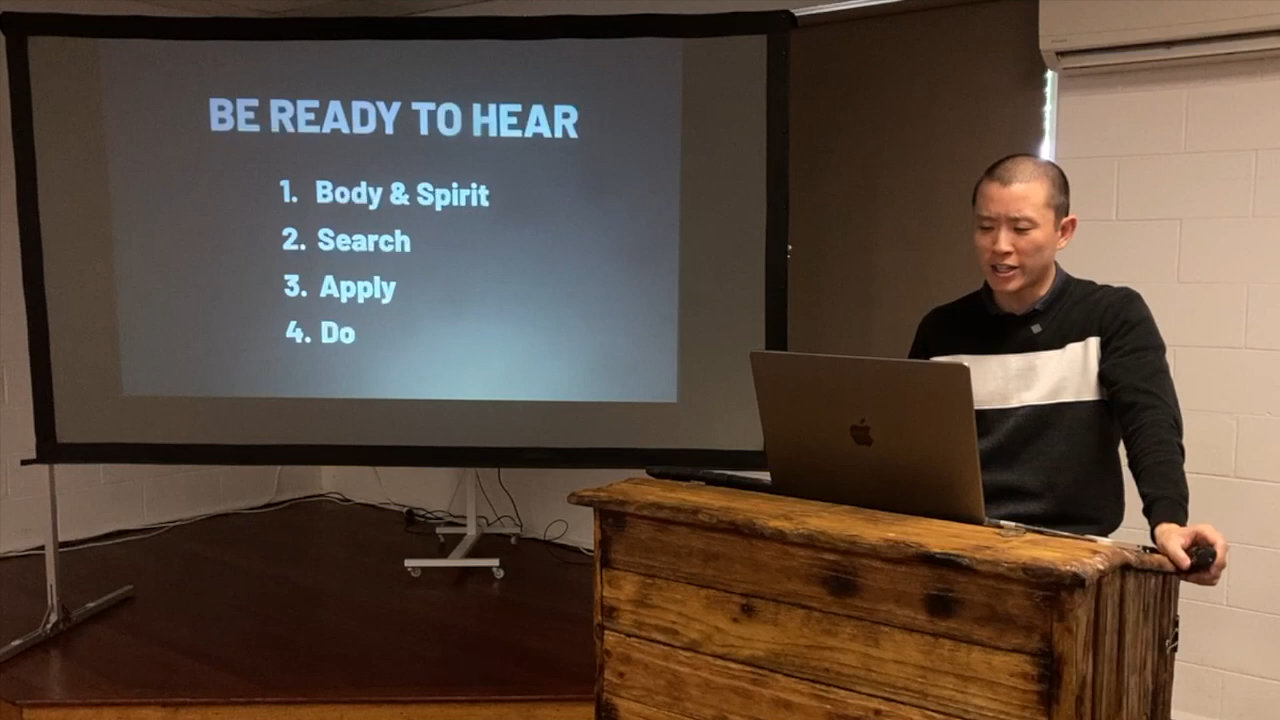 BE READY TO HEAR
1. Body & Spirit
2. Search
3. Apply
4. Do